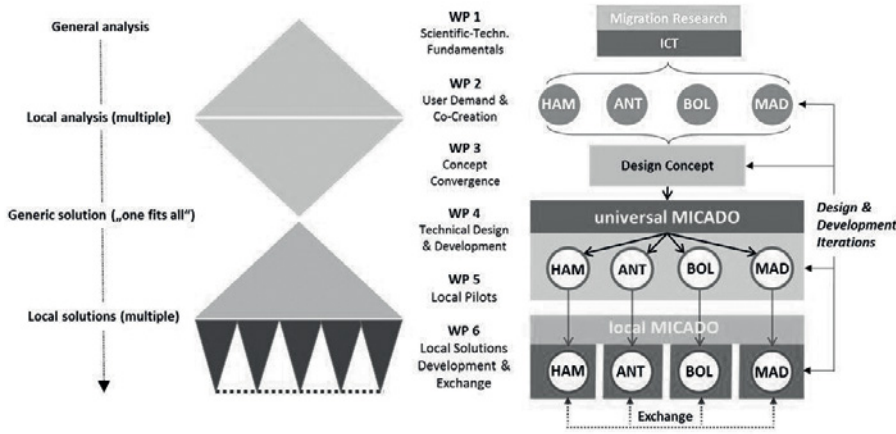 General analysis
Local analysis (multiple)
Generic solution („one fits all“)
Local solutions (multiple)
WP 1
Scientific-Techn.
Fundamentals
WP 2
User Demand &
Co-Creation
WP 3
Concept
Convergence
WP 4
Technical Design
& Development
WP 5
Local Pilots
WP 6
Local Solutions
Development &
Exchange
Migration Research
ICT
HAM ANT BOL MAD
Design Concept
universal MICADO
HAM ANT BOL MAD
local MICADO
HAM ANT BOL MAD
Exchange
Design &
Development
Iterations